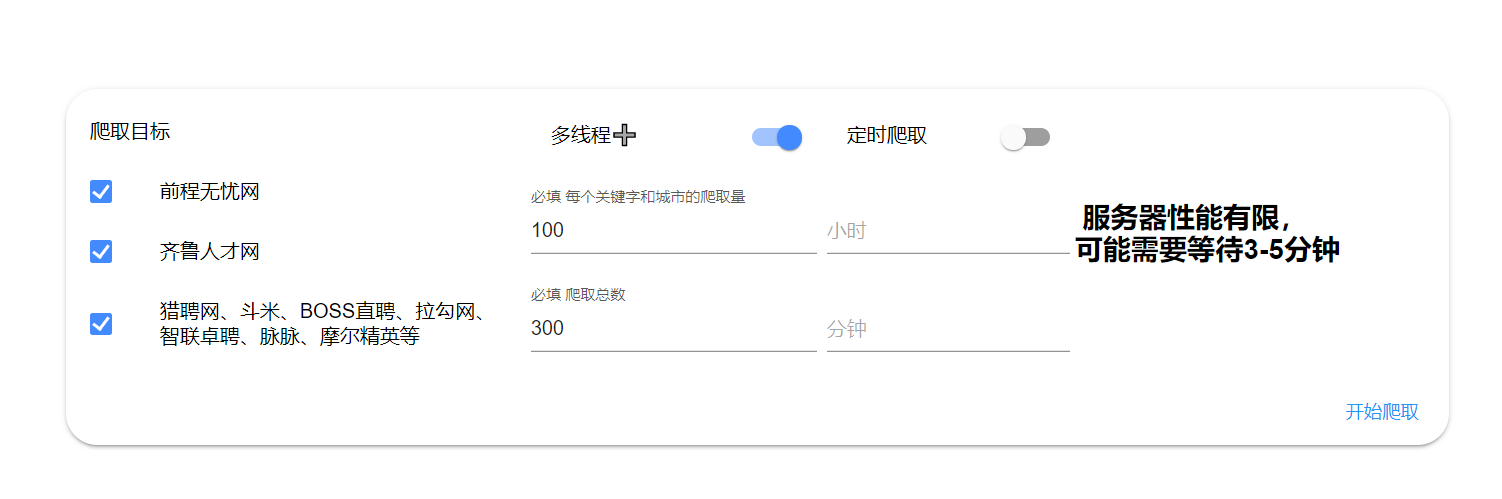 爬取目标
多线程➕
定时爬取
前程无忧网
必填 每个关键字和城市的爬取量
100
小时
服务器性能有限，
可能需要等待3-5分钟
齐鲁人才网
必填 爬取总数
300
分钟
猎聘网、斗米、BOSS直聘、拉勾网、
智联卓聘、脉脉、摩尔精英等
开始爬取